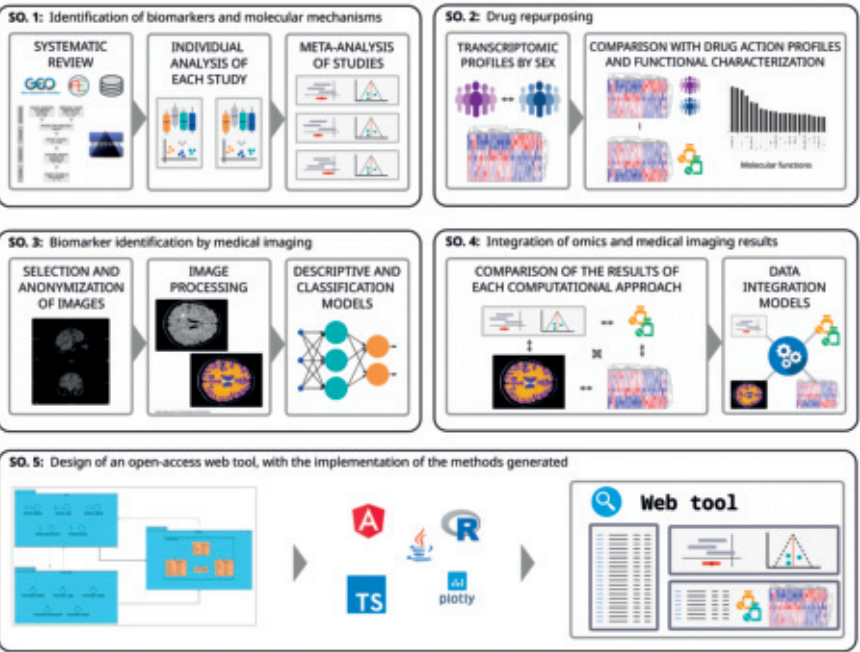 SO. 1: Identification of biomarkers and molecular mechanisms
SYSTEMATIC
REVIEW
GEO
INDIVIDUAL
ANALYSIS OF
EACH STUDY
META-ANALYSIS
OF STUDIES
SO. 2: Drug repurposing
TRANSCRIPTOMIC
PROFILES BY SEX
COMPARISON WITH DRUG ACTION PROFILES
AND FUNCTIONAL CHARACTERIZATION
Molecular functions
SO. 3: Biomarker identification by medical imaging
SELECTION AND
ANONYMIZATION
OF IMAGES
IMAGE
PROCESSING
DESCRIPTIVE AND
CLASSIFICATION
MODELS
SO. 4: Integration of omics and medical imaging results
COMPARISON OF THE RESULTS OF
EACH COMPUTATIONAL APPROACH
DATA
INTEGRATION
MODELS
SO. 5: Design of an open-access web tool, with the implementation of the methods generated
A
Java
R
TS
plotly
Web tool